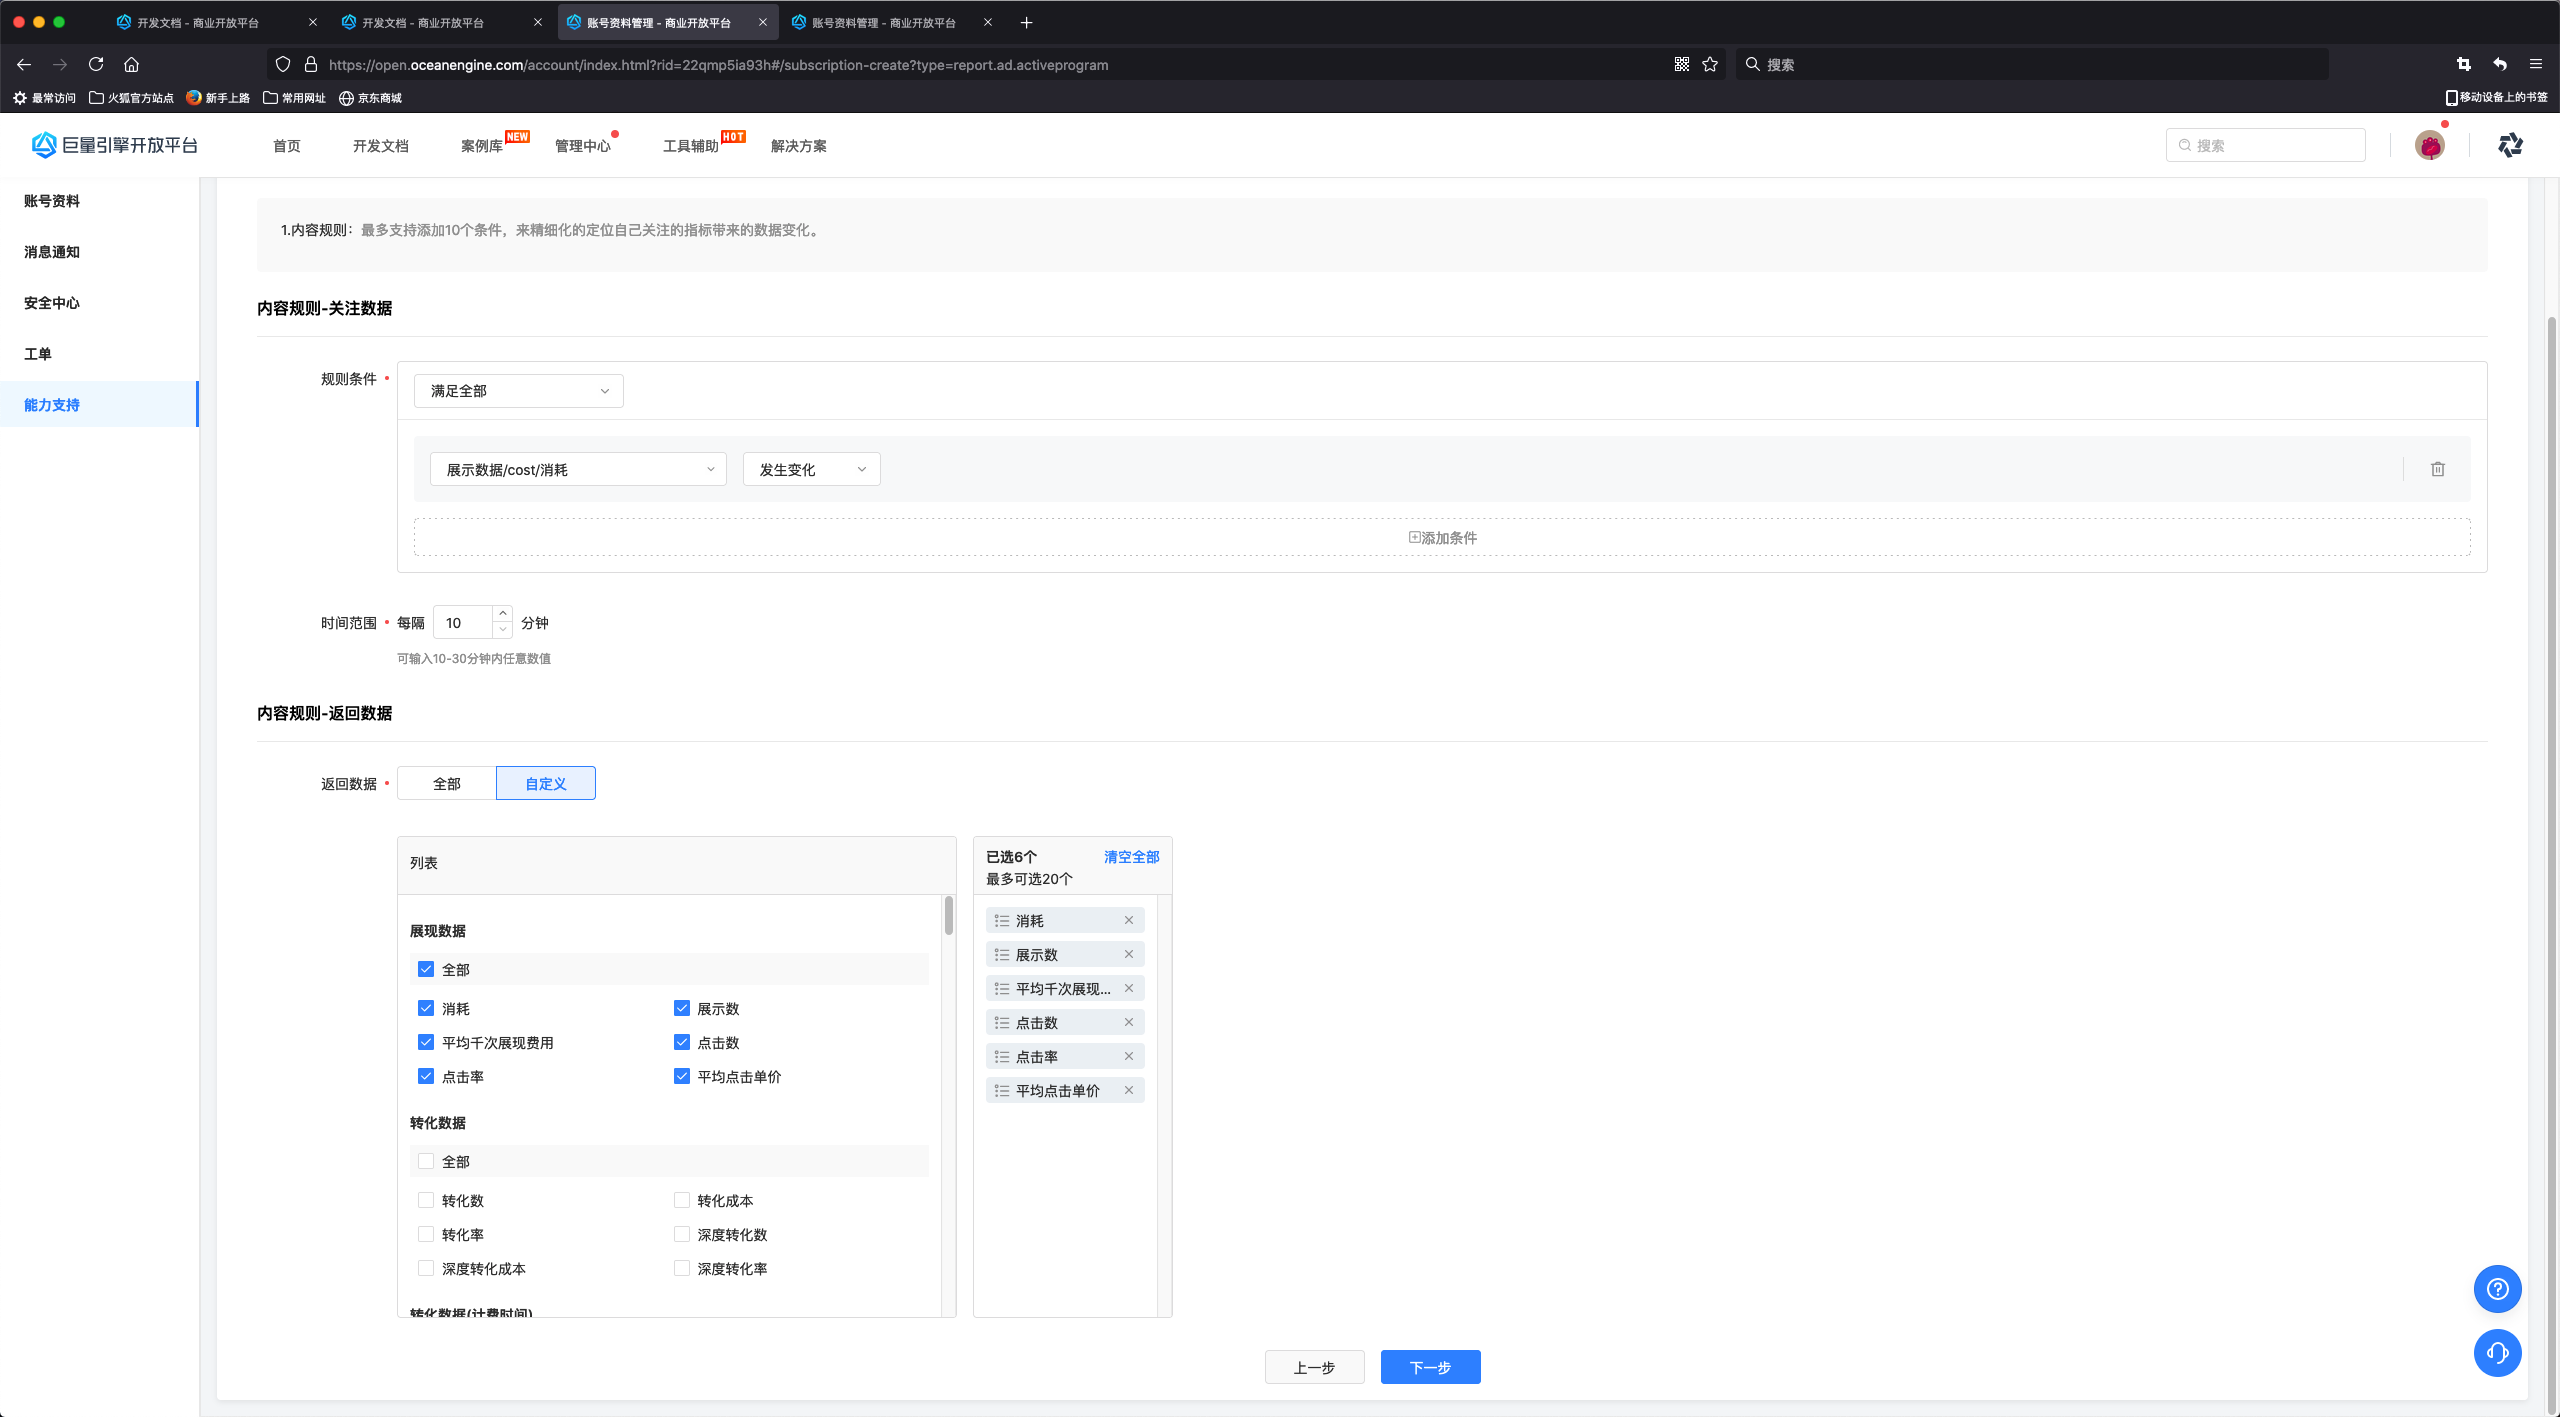 开发文档 - 商业开放平台
开发文档 - 商业开放平台
账号资料管理 - 商业开放平台
账号资料管理 - 商业开放平台
https://open.oceanengine.com/account/index.html?rid=22qmp5ia93h#/subscription-create?type=report.ad.activeprogram
搜索
最常访问
火狐官方站点
新手上路
常用网址
京东商城
移动设备上的书签
巨量引擎开放平台
首页
开发文档
案例库
NEW
管理中心
工具辅助
HOT
解决方案
搜索
账号资料
消息通知
安全中心
工单
能力支持
1.内容规则：最多支持添加10个条件，来精细化的定位自己关注的指标带来的数据变化。
内容规则-关注数据
规则条件
满足全部
展示数据/cost/消耗
发生变化
添加条件
时间范围 每隔 10 分钟
可输入10-30分钟内任意数值
内容规则-返回数据
返回数据 全部 自定义
列表
展现数据
全部
消耗 展示数
平均千次展现费用 点击数
点击率 平均点击单价
转化数据
全部
转化数 转化成本
转化率 深度转化数
深度转化成本 深度转化率
转化数据(计费时间)
已选6个 清空全部
最多可选20个
消耗
展示数
平均千次展现...
点击数
点击率
平均点击单价
上一步
下一步